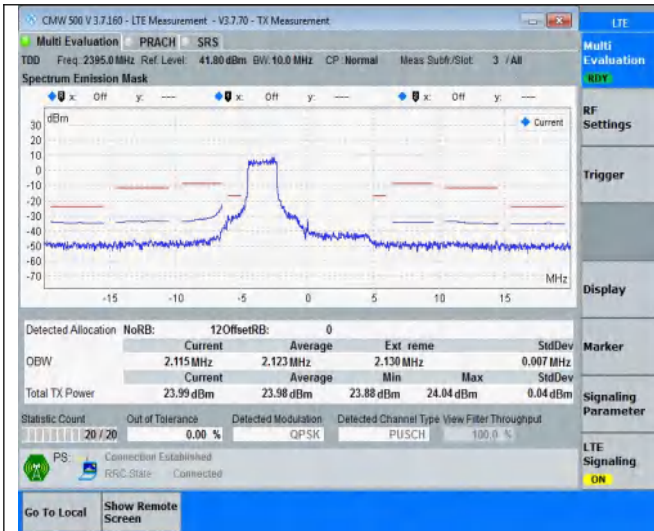 CMW 500 V 3.7.160 - LTE Measurement - V3.7.70 - TX Measurement
LTE
Multi Evaluation PRACH SRS
Multi
Evaluation
RDY
TDD Freq.:2395.0 MHz Ref. Level: 41.80 dBm BW:10.0 MHz CP :Normal Meas Subfr./Slot: 3 /All
Spectrum Emission Mask
x: Off y: --- x: Off y: --- x: Off y: ---
dBm
Current
30
20
10
0
-10
-20
-30
-40
-50
-60
-70
MHz
-15 -10 -5 0 5 10 15
RF
Settings
Trigger
Display
Marker
Signaling
Parameter
LTE
Signaling
ON
Detected Allocation NoRB: 12OffsetRB: 0
Current Average Ext reme StdDev
OBW 2.115 MHz 2.123 MHz 2.130 MHz 0.007 MHz
Current Average Min Max StdDev
Total TX Power 23.99 dBm 23.98 dBm 23.88 dBm 24.04 dBm 0.04 dBm
Statistic Count Out of Tolerance Detected Modulation Detected Channel Type View Filter Throughput
20 / 20 0.00 % QPSK PUSCH 100.0 %
PS: Connection Established
RRC State Connected
Go To Local Show Remote
Screen